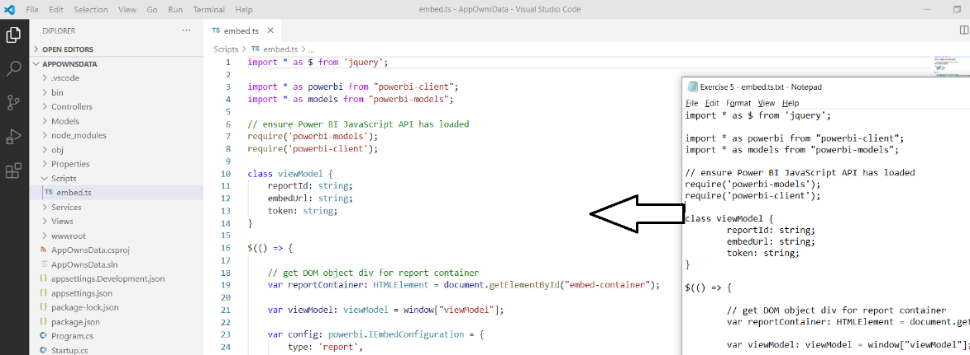 File Edit Selection View Go Run Terminal Help
embed.ts - AppOwnsData - Visual Studio Code
EXPLORER ···
OPEN EDITORS
APPOWNSDATA
.vscode
bin
Controllers
Models
node_modules
obj
Properties
Scripts
TS embed.ts
Services
Views
wwwroot
AppOwnsData.csproj
AppOwnsData.sln
{} appsettings.Development.json
{} appsettings.json
{} package-lock.json
{} package.json
Program.cs
Startup.cs
TS embed.ts ×
Scripts > TS embed.ts > ...
1 import * as $ from 'jquery';
2
3 import * as powerbi from "powerbi-client";
4 import * as models from "powerbi-models";
5
6 // ensure Power BI JavaScript API has loaded
7 require('powerbi-models');
8 require('powerbi-client');
9
10 class viewModel {
11 reportId: string;
12 embedUrl: string;
13 token: string;
14 }
15
16 $(() => {
17
18 // get DOM object div for report container
19 var reportContainer: HTMLElement = document.getElementById("embed-container");
20
21 var viewModel: viewModel = window["viewModel"];
22
23 var config: powerbi.IEmbedConfiguration = {
24 type: 'report',
Exercise 5 - embed.ts.txt - Notepad
File Edit Format View Help
import * as $ from 'jquery';
import * as powerbi from "powerbi-client";
import * as models from "powerbi-models";
// ensure Power BI JavaScript API has loaded
require('powerbi-models');
require('powerbi-client');
class viewModel {
reportId: string;
embedUrl: string;
token: string;
}
$(() => {
// get DOM object div for report container
var reportContainer: HTMLElement = document.get
var viewModel: viewModel = window["viewModel"];